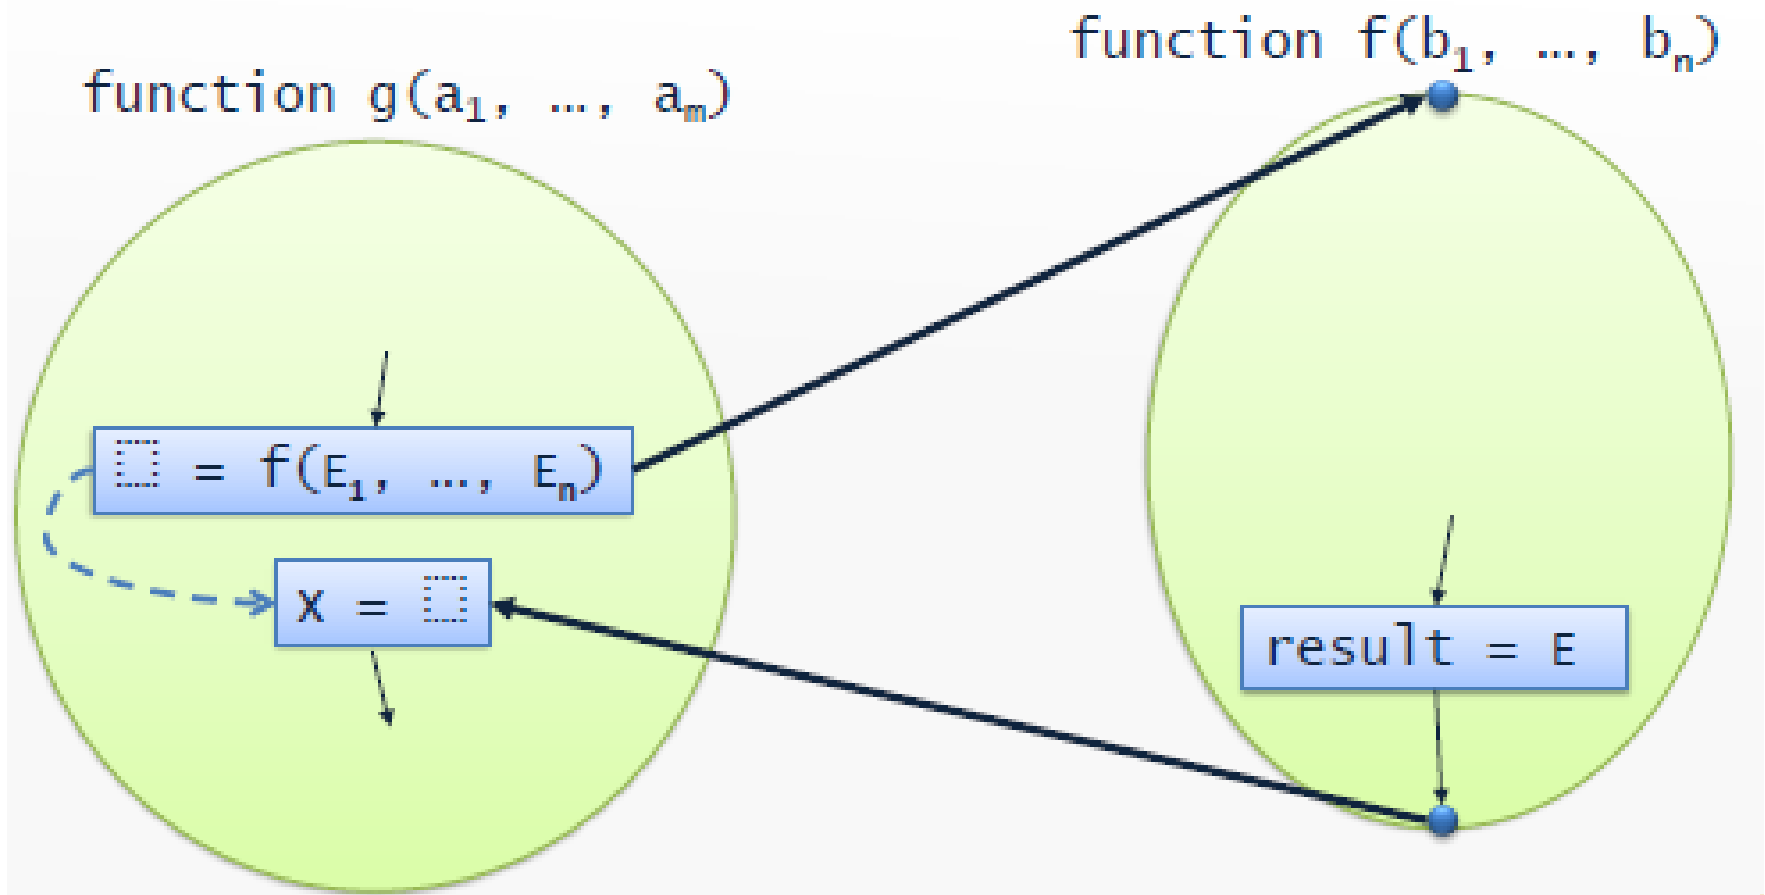 function f(b₁, …, bₙ)
function g(a₁, …, aₘ)
⬚ = f(E₁, …, Eₙ)
x = ⬚
result = E